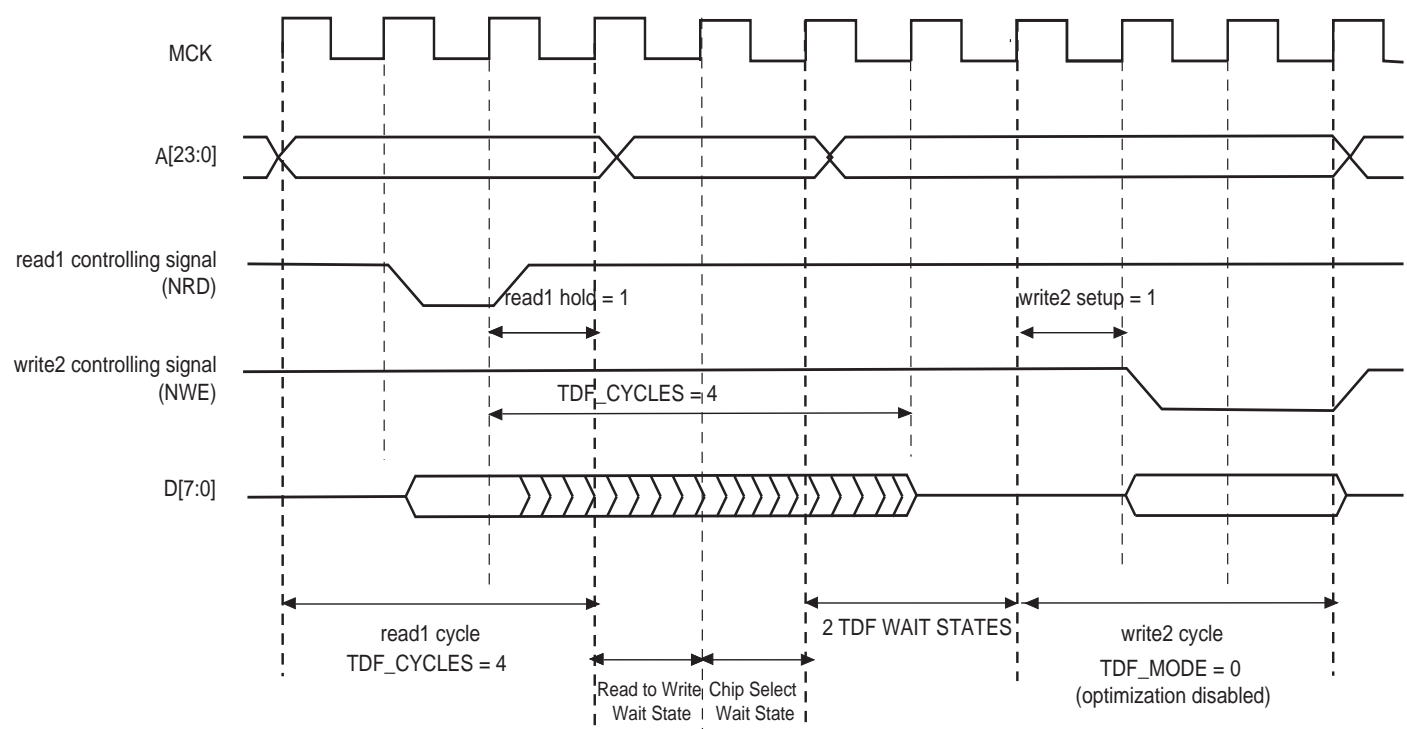 MCK
A[23:0]
read1 controlling signal
(NRD)
read1 hold = 1
write2 setup = 1
write2 controlling signal
(NWE)
TDF_CYCLES = 4
D[7:0]
read1 cycle
TDF_CYCLES = 4
2 TDF WAIT STATES
write2 cycle
TDF_MODE = 0
(optimization disabled)
Read to Write
Wait State
Chip Select
Wait State